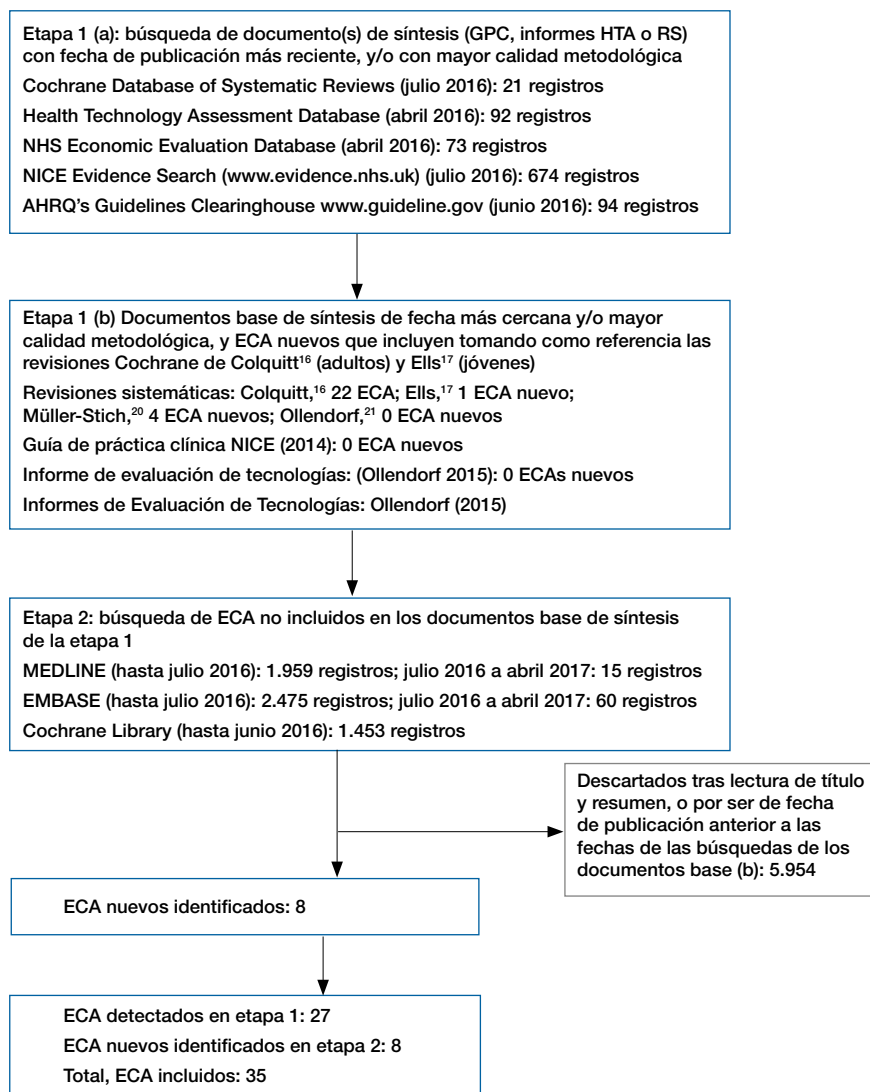 Etapa 1 (a): búsqueda de documento(s) de síntesis (GPC, informes HTA o RS)
con fecha de publicación más reciente, y/o con mayor calidad metodológica
Cochrane Database of Systematic Reviews (julio 2016): 21 registros
Health Technology Assessment Database (abril 2016): 92 registros
NHS Economic Evaluation Database (abril 2016): 73 registros
NICE Evidence Search (www.evidence.nhs.uk) (julio 2016): 674 registros
AHRQ’s Guidelines Clearinghouse www.guideline.gov (junio 2016): 94 registros
Etapa 1 (b) Documentos base de síntesis de fecha más cercana y/o mayor
calidad metodológica, y ECA nuevos que incluyen tomando como referencia las
revisiones Cochrane de Colquitt¹⁶ (adultos) y Ells¹⁷ (jóvenes)
Revisiones sistemáticas: Colquitt,¹⁶ 22 ECA; Ells,¹⁷ 1 ECA nuevo;
Müller-Stich,²⁰ 4 ECA nuevos; Ollendorf,²¹ 0 ECA nuevos
Guía de práctica clínica NICE (2014): 0 ECA nuevos
Informe de evaluación de tecnologías: (Ollendorf 2015): 0 ECAs nuevos
Informes de Evaluación de Tecnologías: Ollendorf (2015)
Etapa 2: búsqueda de ECA no incluidos en los documentos base de síntesis
de la etapa 1
MEDLINE (hasta julio 2016): 1.959 registros; julio 2016 a abril 2017: 15 registros
EMBASE (hasta julio 2016): 2.475 registros; julio 2016 a abril 2017: 60 registros
Cochrane Library (hasta junio 2016): 1.453 registros
Descartados tras lectura de título
y resumen, o por ser de fecha
de publicación anterior a las
fechas de las búsquedas de los
documentos base (b): 5.954
ECA nuevos identificados: 8
ECA detectados en etapa 1: 27
ECA nuevos identificados en etapa 2: 8
Total, ECA incluidos: 35